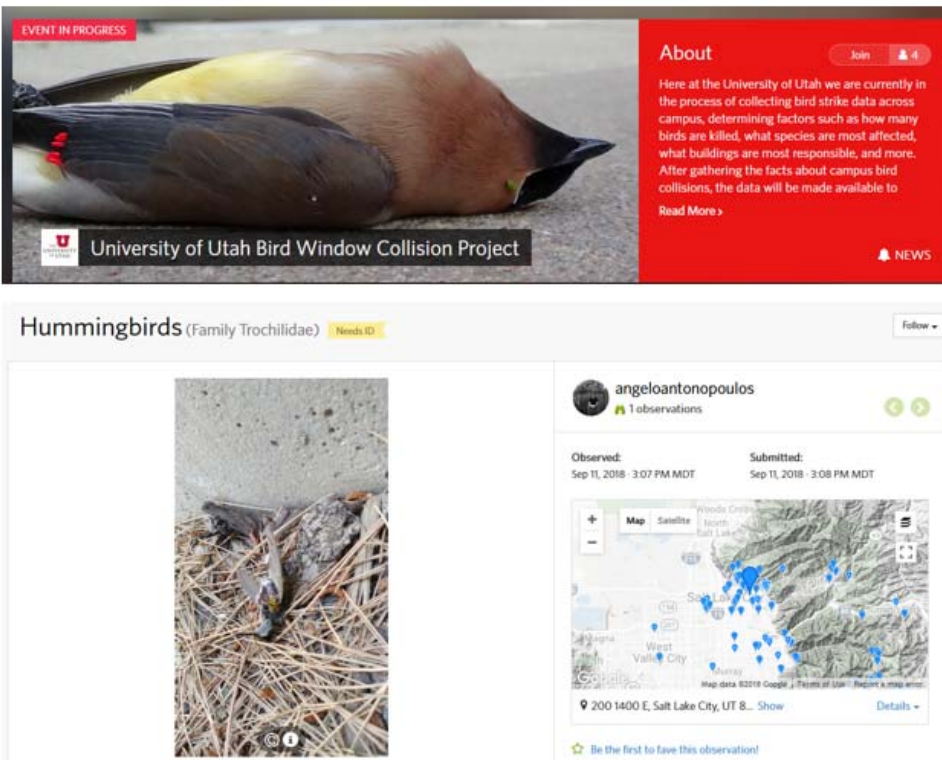 EVENT IN PROGRESS
University of Utah Bird Window Collision Project
About
Join 4
Here at the University of Utah we are currently in
the process of collecting bird strike data across
campus, determining factors such as how many
birds are killed, what species are most affected,
what buildings are most responsible, and more.
After gathering the facts about campus bird
collisions, the data will be made available to
Read More >
NEWS
Hummingbirds (Family Trochilidae) Needs ID
Follow
angeloantonopoulos
1 observations
Observed:
Sep 11, 2018 · 3:07 PM MDT
Submitted:
Sep 11, 2018 · 3:08 PM MDT
+
−
Map Satellite
Woods Cross
North
Salt Lake
Salt Lake
West
Valley City
Murray
Google
Map data ©2018 Google Terms of Use Report a map error
200 1400 E, Salt Lake City, UT 8... Show
Details
Be the first to fave this observation!